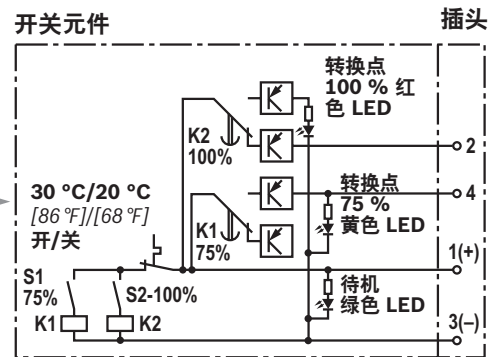 开关元件
插头
转换点
100 % 红
色 LED
K2
100%
2
转换点
75 %
黄色 LED
4
30 °C/20 °C
[86 °F]/[68 °F]
开/关
K1
75%
1(+)
S1
75%
S2-100%
待机
绿色 LED
K1
K2
3(–)